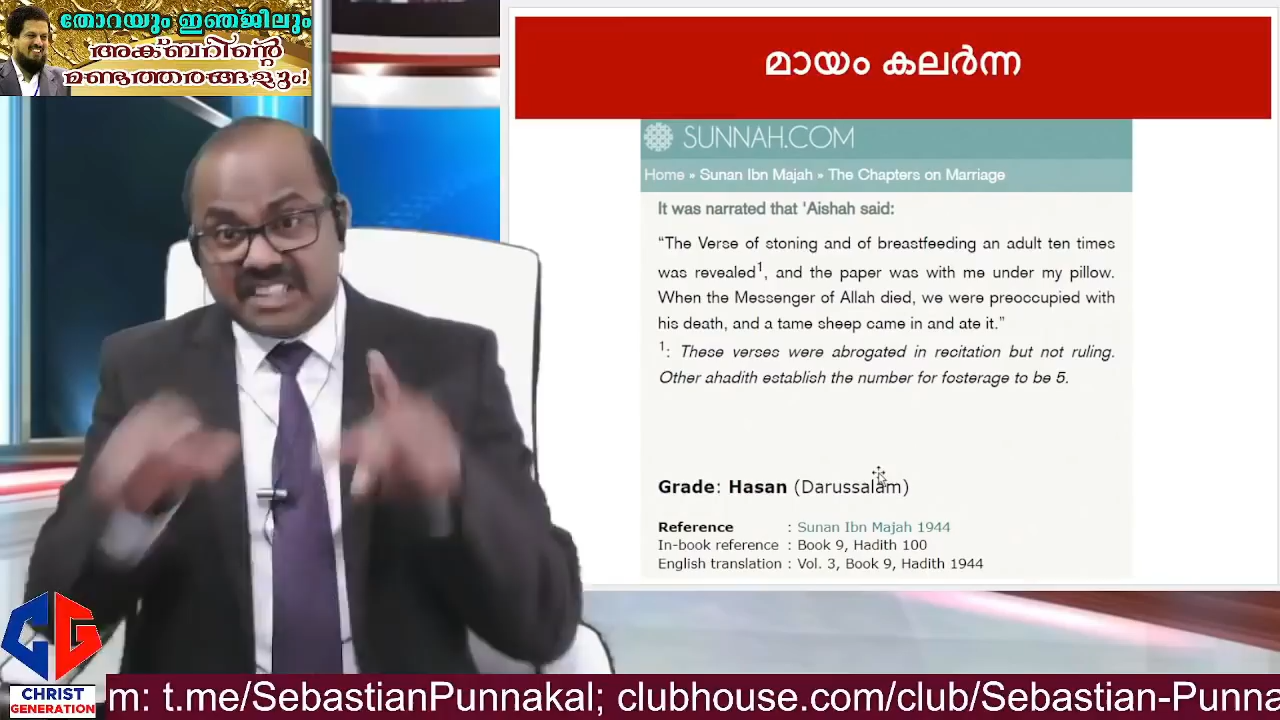 തോറയും ഇഞ്ജീലും
അക്ബറിന്റെ
മണ്ടത്തരങ്ങളും!
മായം കലർന്ന
SUNNAH.COM
Home » Sunan Ibn Majah » The Chapters on Marriage
It was narrated that 'Aishah said:
“The Verse of stoning and of breastfeeding an adult ten times
was revealed1, and the paper was with me under my pillow.
When the Messenger of Allah died, we were preoccupied with
his death, and a tame sheep came in and ate it.”
1: These verses were abrogated in recitation but not ruling.
Other ahadith establish the number for fosterage to be 5.
Grade: Hasan (Darussalam)
Reference : Sunan Ibn Majah 1944
In-book reference : Book 9, Hadith 100
English translation : Vol. 3, Book 9, Hadith 1944
CG
CHRIST
GENERATION
m: t.me/SebastianPunnakal; clubhouse.com/club/Sebastian-Punna